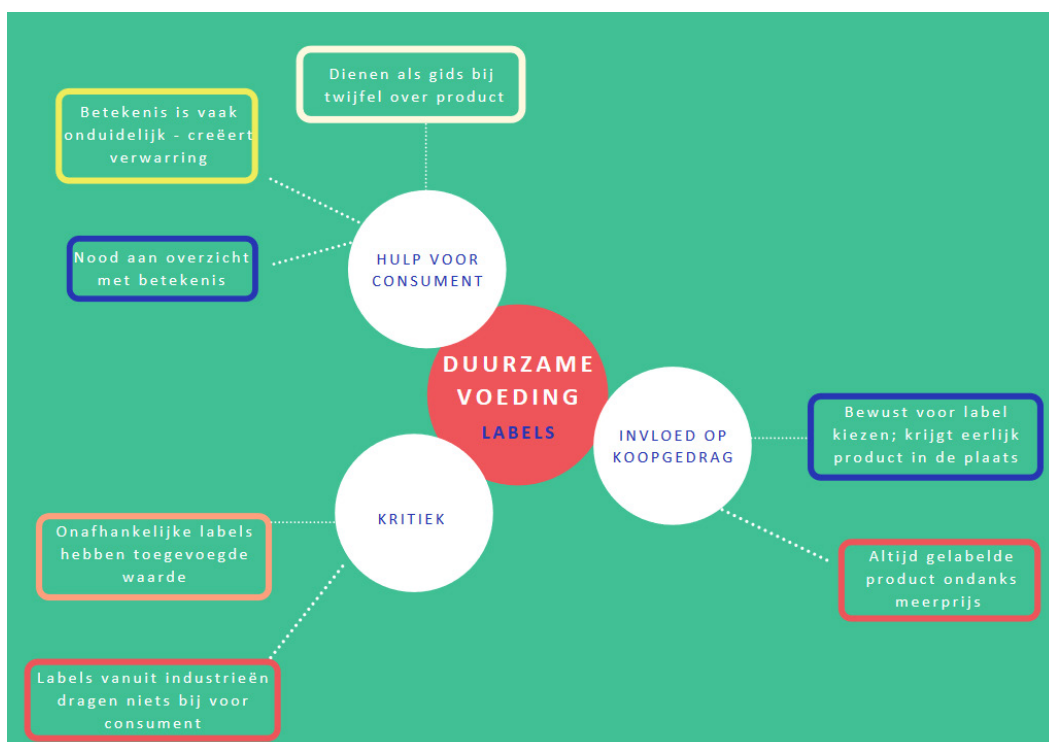 Dienen als gids bij
twijfel over product
Betekenis is vaak
onduidelijk - creëert
verwarring
Nood aan overzicht
met betekenis
HULP VOOR
CONSUMENT
DUURZAME
VOEDING
LABELS
INVLOED OP
KOOPGEDRAG
Bewust voor label
kiezen; krijgt eerlijk
product in de plaats
Altijd gelabelde
product ondanks
meerprijs
KRITIEK
Onafhankelijke labels
hebben toegevoegde
waarde
Labels vanuit industrieën
dragen niets bij voor
consument